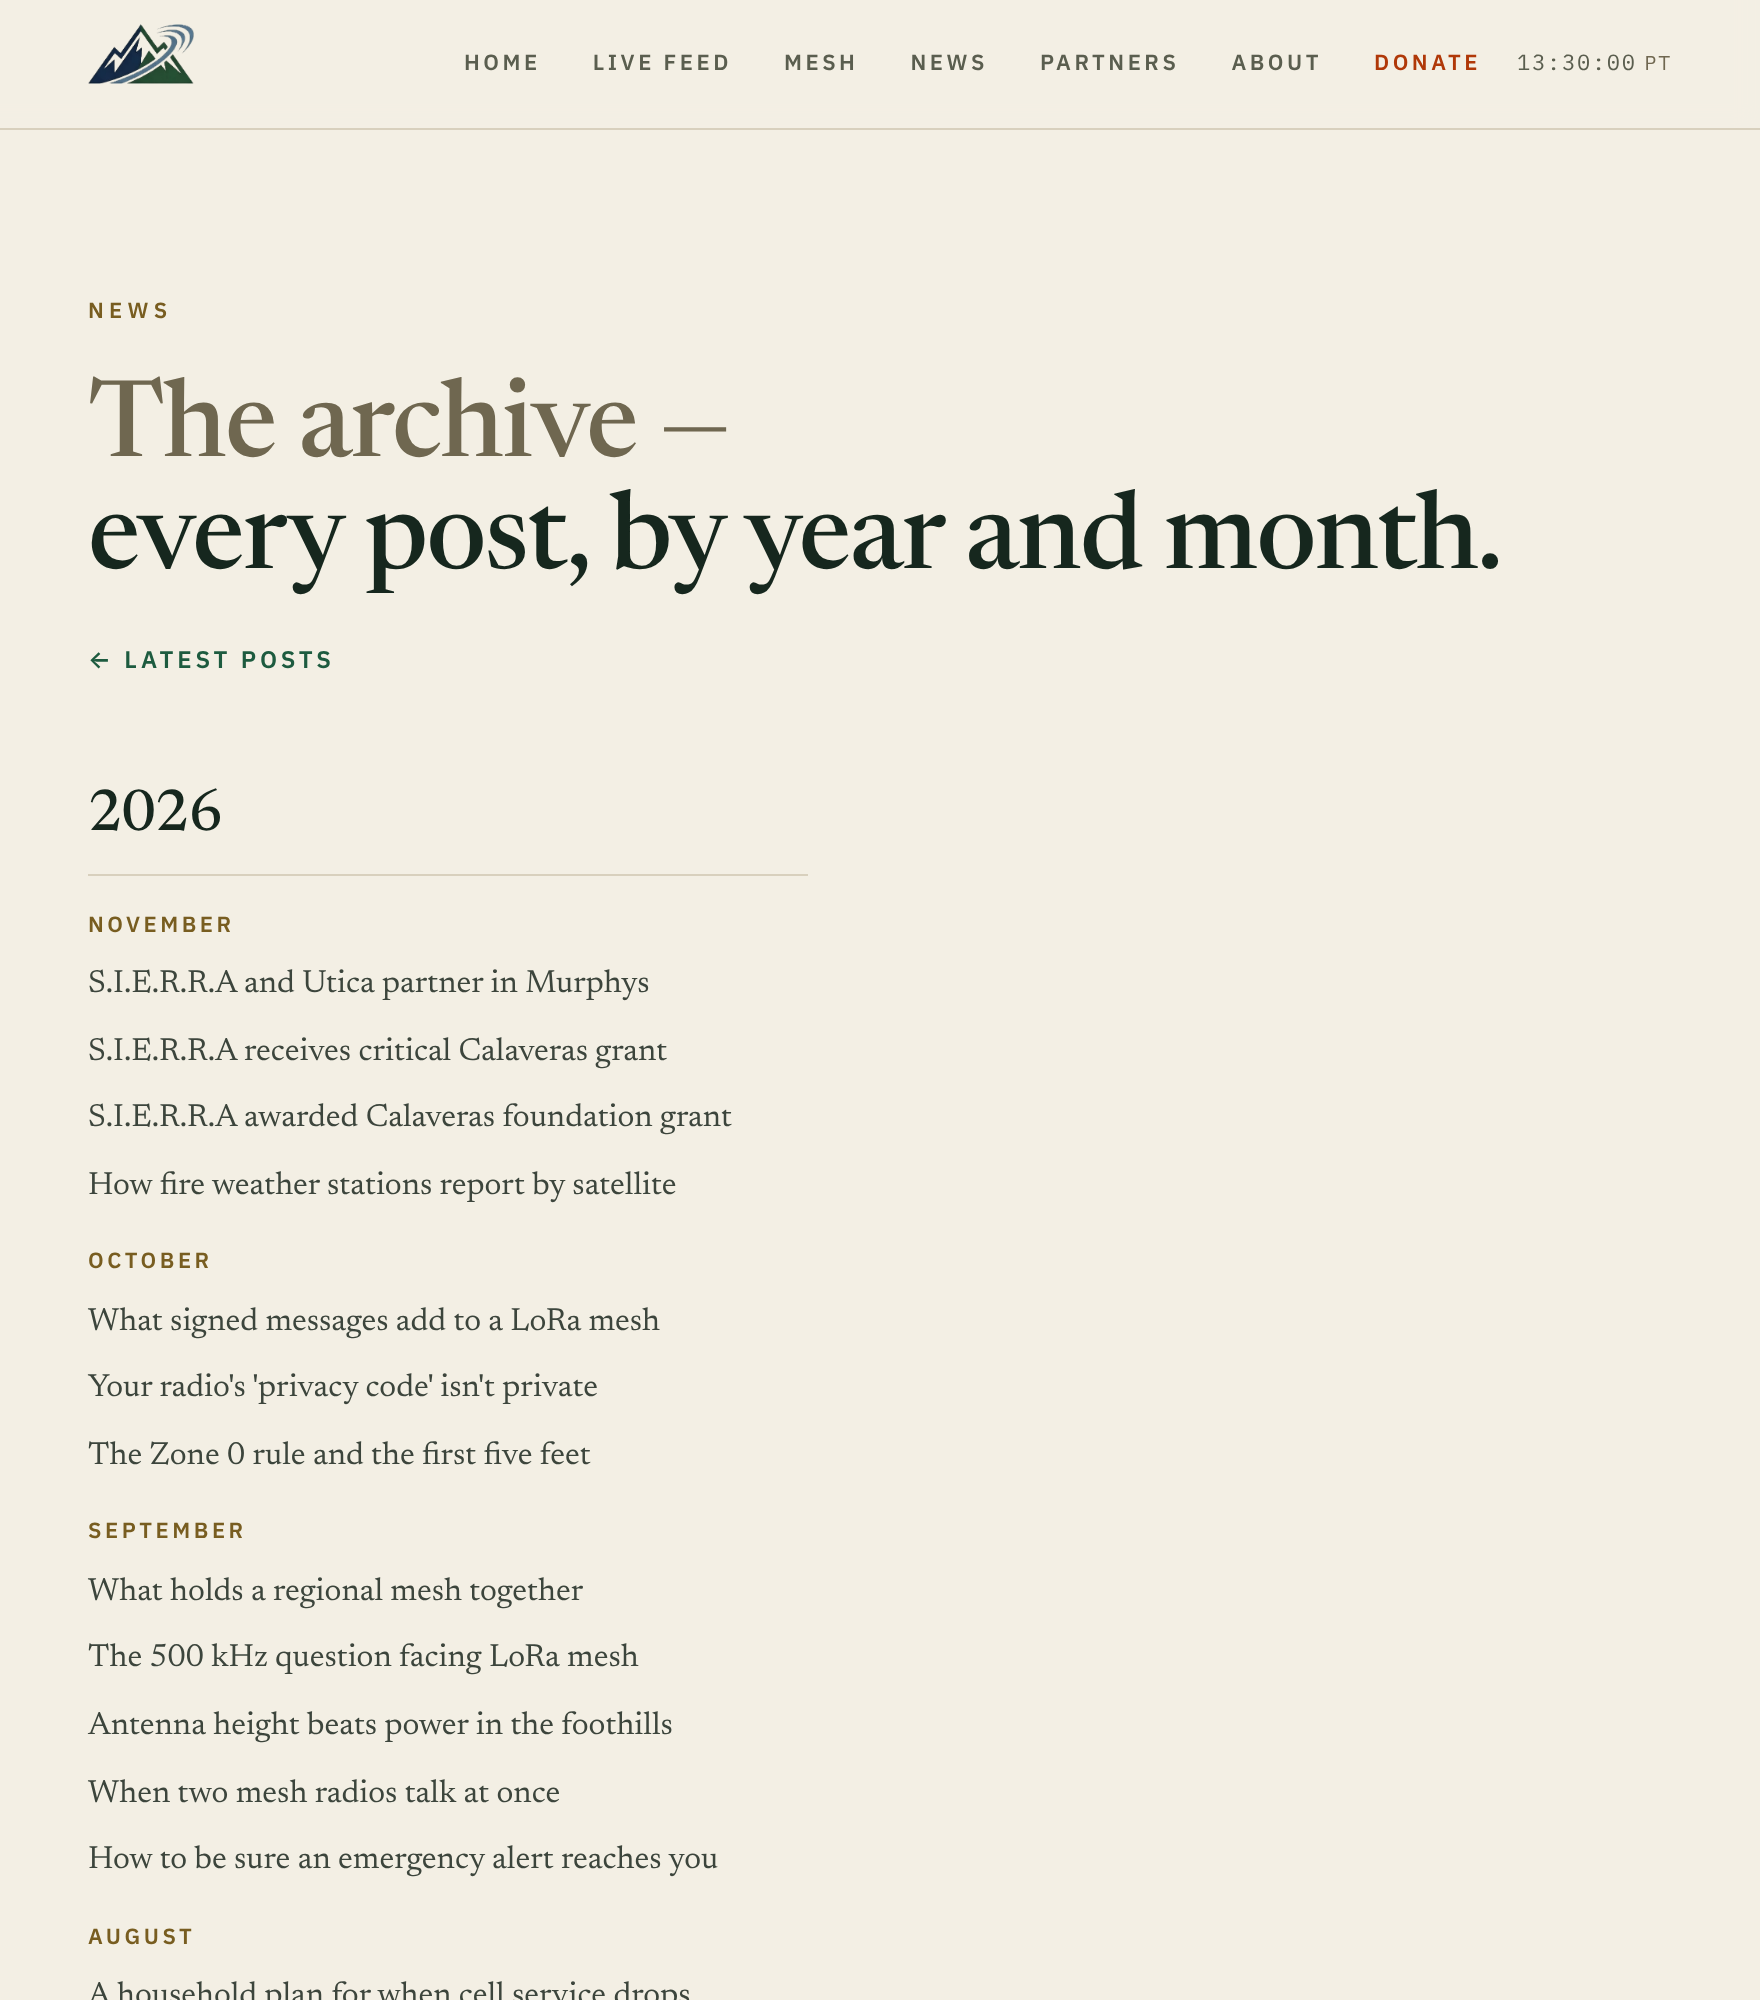 HOME LIVE FEED MESH NEWS PARTNERS ABOUT DONATE 13:30:00 PT
NEWS
The archive —
every post, by year and month.
← LATEST POSTS
2026
NOVEMBER
S.I.E.R.R.A and Utica partner in Murphys
S.I.E.R.R.A receives critical Calaveras grant
S.I.E.R.R.A awarded Calaveras foundation grant
How fire weather stations report by satellite
OCTOBER
What signed messages add to a LoRa mesh
Your radio's 'privacy code' isn't private
The Zone 0 rule and the first five feet
SEPTEMBER
What holds a regional mesh together
The 500 kHz question facing LoRa mesh
Antenna height beats power in the foothills
When two mesh radios talk at once
How to be sure an emergency alert reaches you
AUGUST
A household plan for when cell service drops